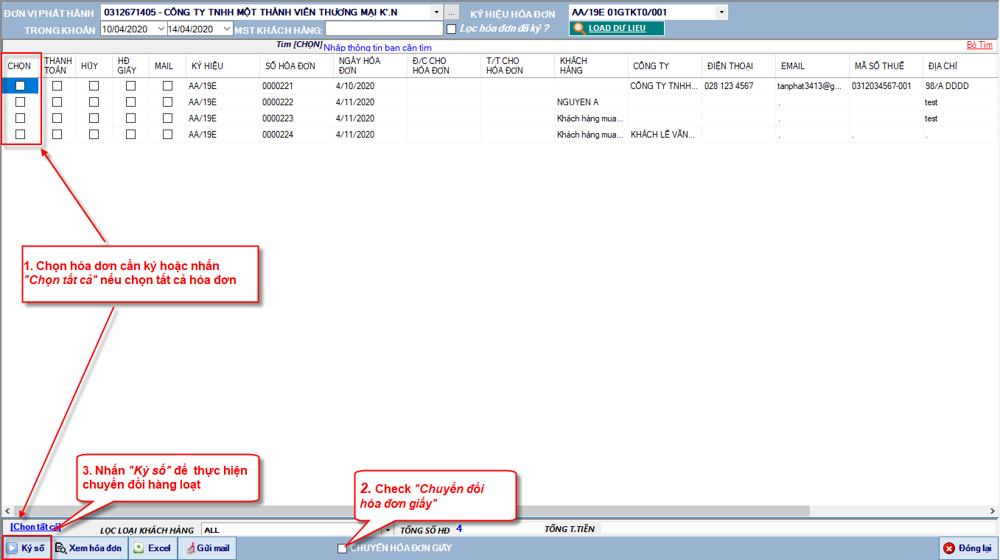 ĐƠN VỊ PHÁT HÀNH 0312671405 - CÔNG TY TNHH MỘT THÀNH VIÊN THƯƠNG MẠI K'.N ... KÝ HIỆU HÓA ĐƠN AA/19E 01GTKT0/001
TRONG KHOẢN 10/04/2020 14/04/2020 MST KHÁCH HÀNG: Lọc hóa đơn đã ký ? LOAD DỮ LIỆU
Tìm [CHỌN] Nhập thông tin bạn cần tìm Bỏ Tìm
CHỌN THANH TOÁN HỦY HĐ GIẤY MAIL KÝ HIỆU SỐ HÓA ĐƠN NGÀY HÓA ĐƠN Đ/C CHO HÓA ĐƠN T/T CHO HÓA ĐƠN KHÁCH HÀNG CÔNG TY ĐIỆN THOẠI EMAIL MÃ SỐ THUẾ ĐỊA CHỈ
AA/19E 0000221 4/10/2020 CÔNG TY TNHH... 028 123 4567 tanphat3413@g... 0312034567-001 98/A DDDD
AA/19E 0000222 4/11/2020 NGUYEN A . test
AA/19E 0000223 4/11/2020 Khách hàng mua... . test
AA/19E 0000224 4/11/2020 Khách hàng mua... KHÁCH LẺ VÃN... . . .
1. Chọn hóa dơn cần ký hoặc nhấn
"Chọn tất cả" nếu chọn tất cả hóa đơn
3. Nhấn "Ký số" để thực hiện
chuyển đổi hàng loạt
2. Check "Chuyển đổi
hóa đơn giấy"
[Chọn tất cả] LỌC LOẠI KHÁCH HÀNG ALL TỔNG SỐ HĐ 4 TỔNG T.TIỀN
Ký số Xem hóa đơn Excel Gửi mail CHUYỂN HÓA ĐƠN GIẤY Đóng lại